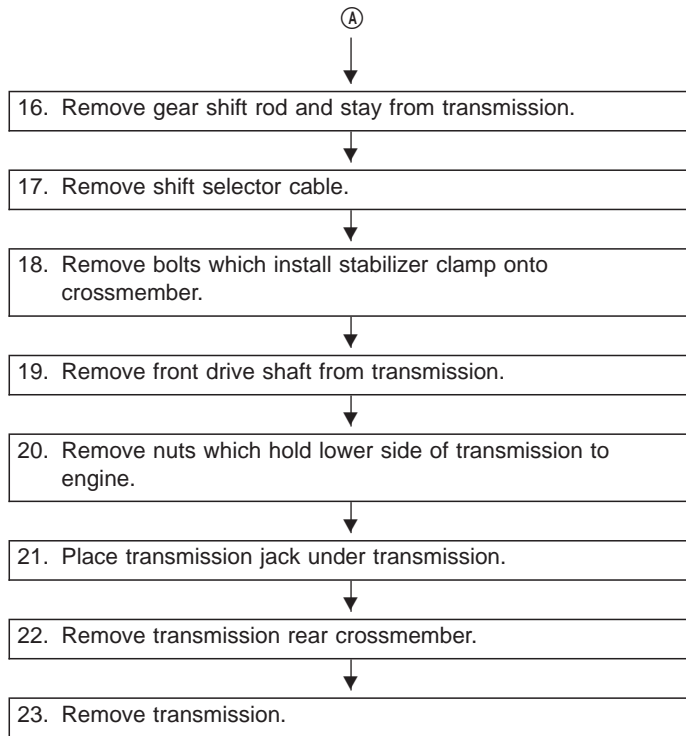 Ⓐ
16. Remove gear shift rod and stay from transmission.
17. Remove shift selector cable.
18. Remove bolts which install stabilizer clamp onto
crossmember.
19. Remove front drive shaft from transmission.
20. Remove nuts which hold lower side of transmission to
engine.
21. Place transmission jack under transmission.
22. Remove transmission rear crossmember.
23. Remove transmission.